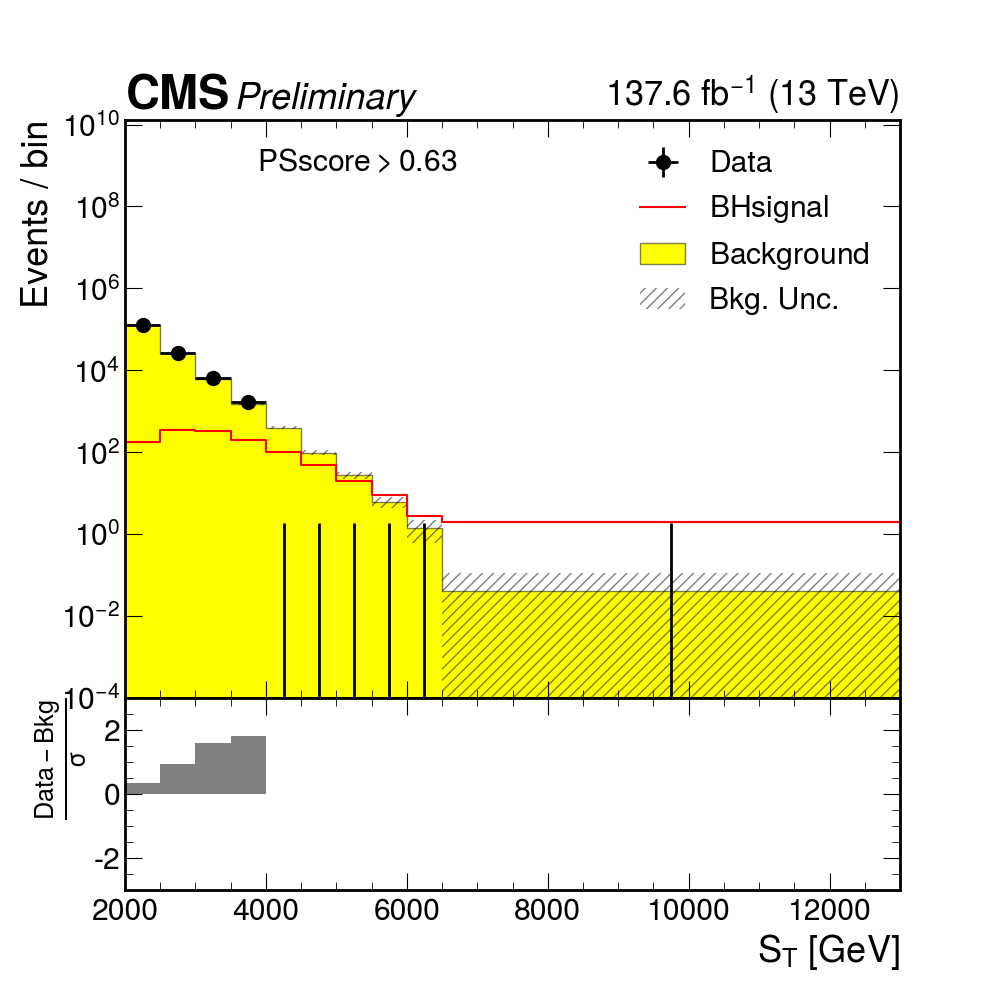 CMS Preliminary 137.6 fb⁻¹ (13 TeV)
Events / bin
10¹⁰
10⁸
10⁶
10⁴
10²
10⁰
10⁻²
10⁻⁴
PSscore > 0.63
Data
BHsignal
Background
Bkg. Unc.
Data – Bkg
σ
2
0
-2
2000 4000 6000 8000 10000 12000
S_T [GeV]